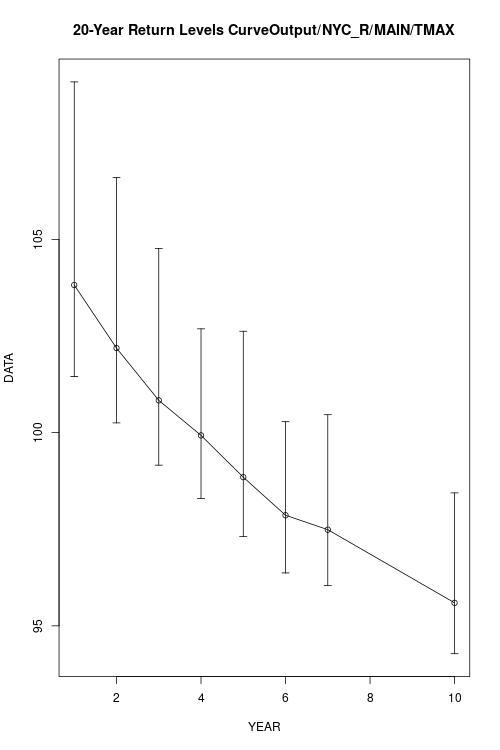 20-Year Return Levels CurveOutput/NYC_R/MAIN/TMAX
DATA
105
100
95
2 4 6 8 10
YEAR